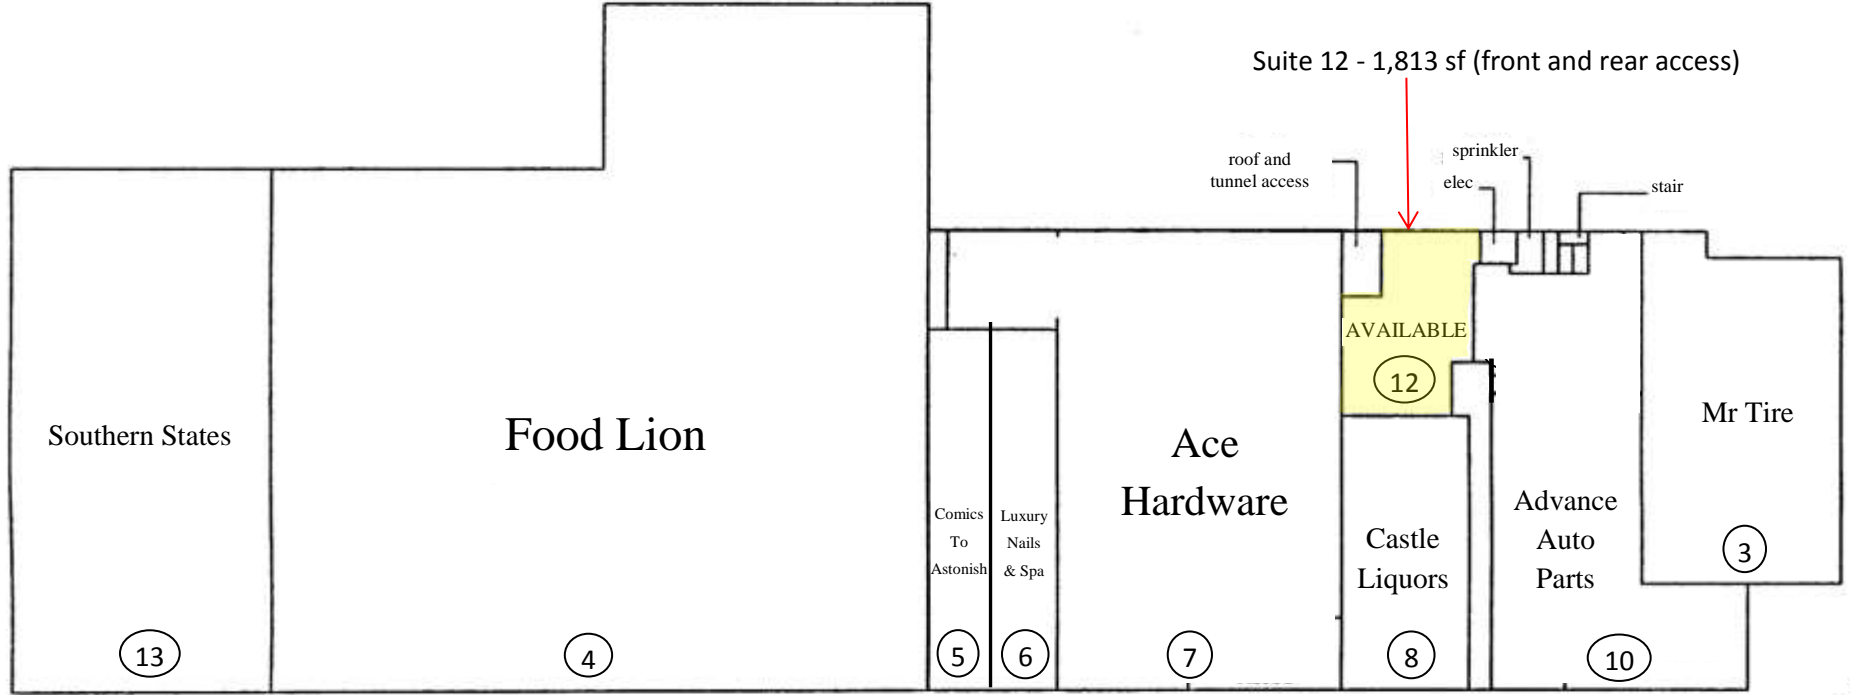 Suite 12 - 1,813 sf (front and rear access)
roof and
tunnel access
sprinkler
elec
stair
AVAILABLE
12
Southern States
13
Food Lion
4
Comics
To
Astonish
5
Luxury
Nails
& Spa
6
Ace
Hardware
7
Castle
Liquors
8
Advance
Auto
Parts
10
Mr Tire
3